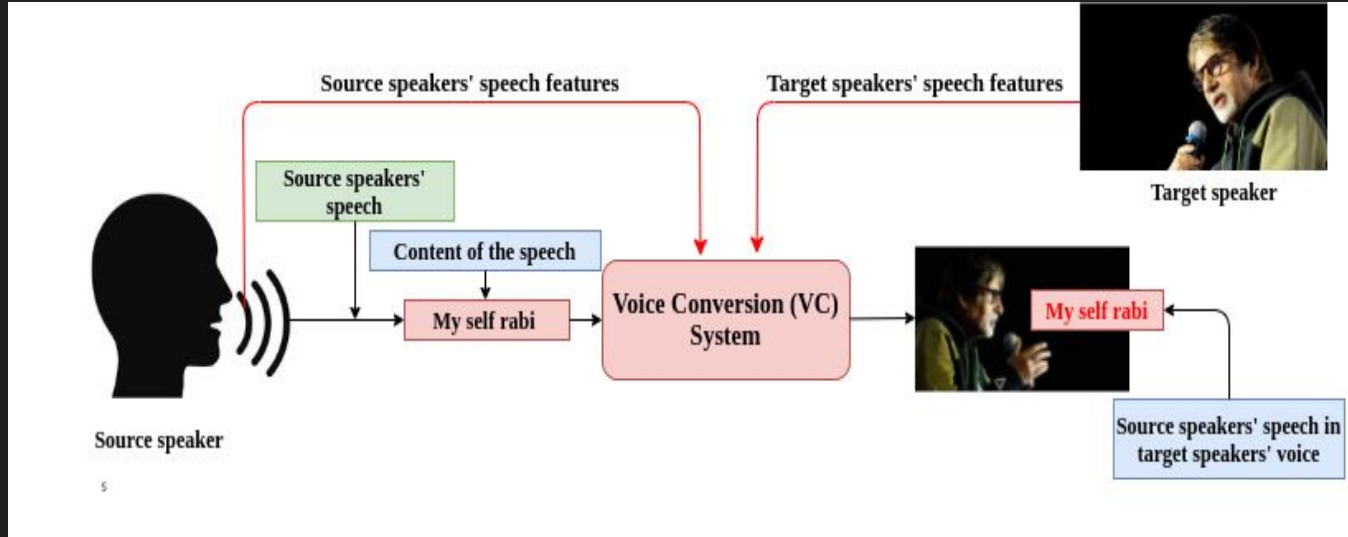 Source speakers' speech features
Target speakers' speech features
Source speakers'
speech
Target speaker
Content of the speech
My self rabi
Voice Conversion (VC)
System
My self rabi
Source speakers' speech in
target speakers' voice
Source speaker
5